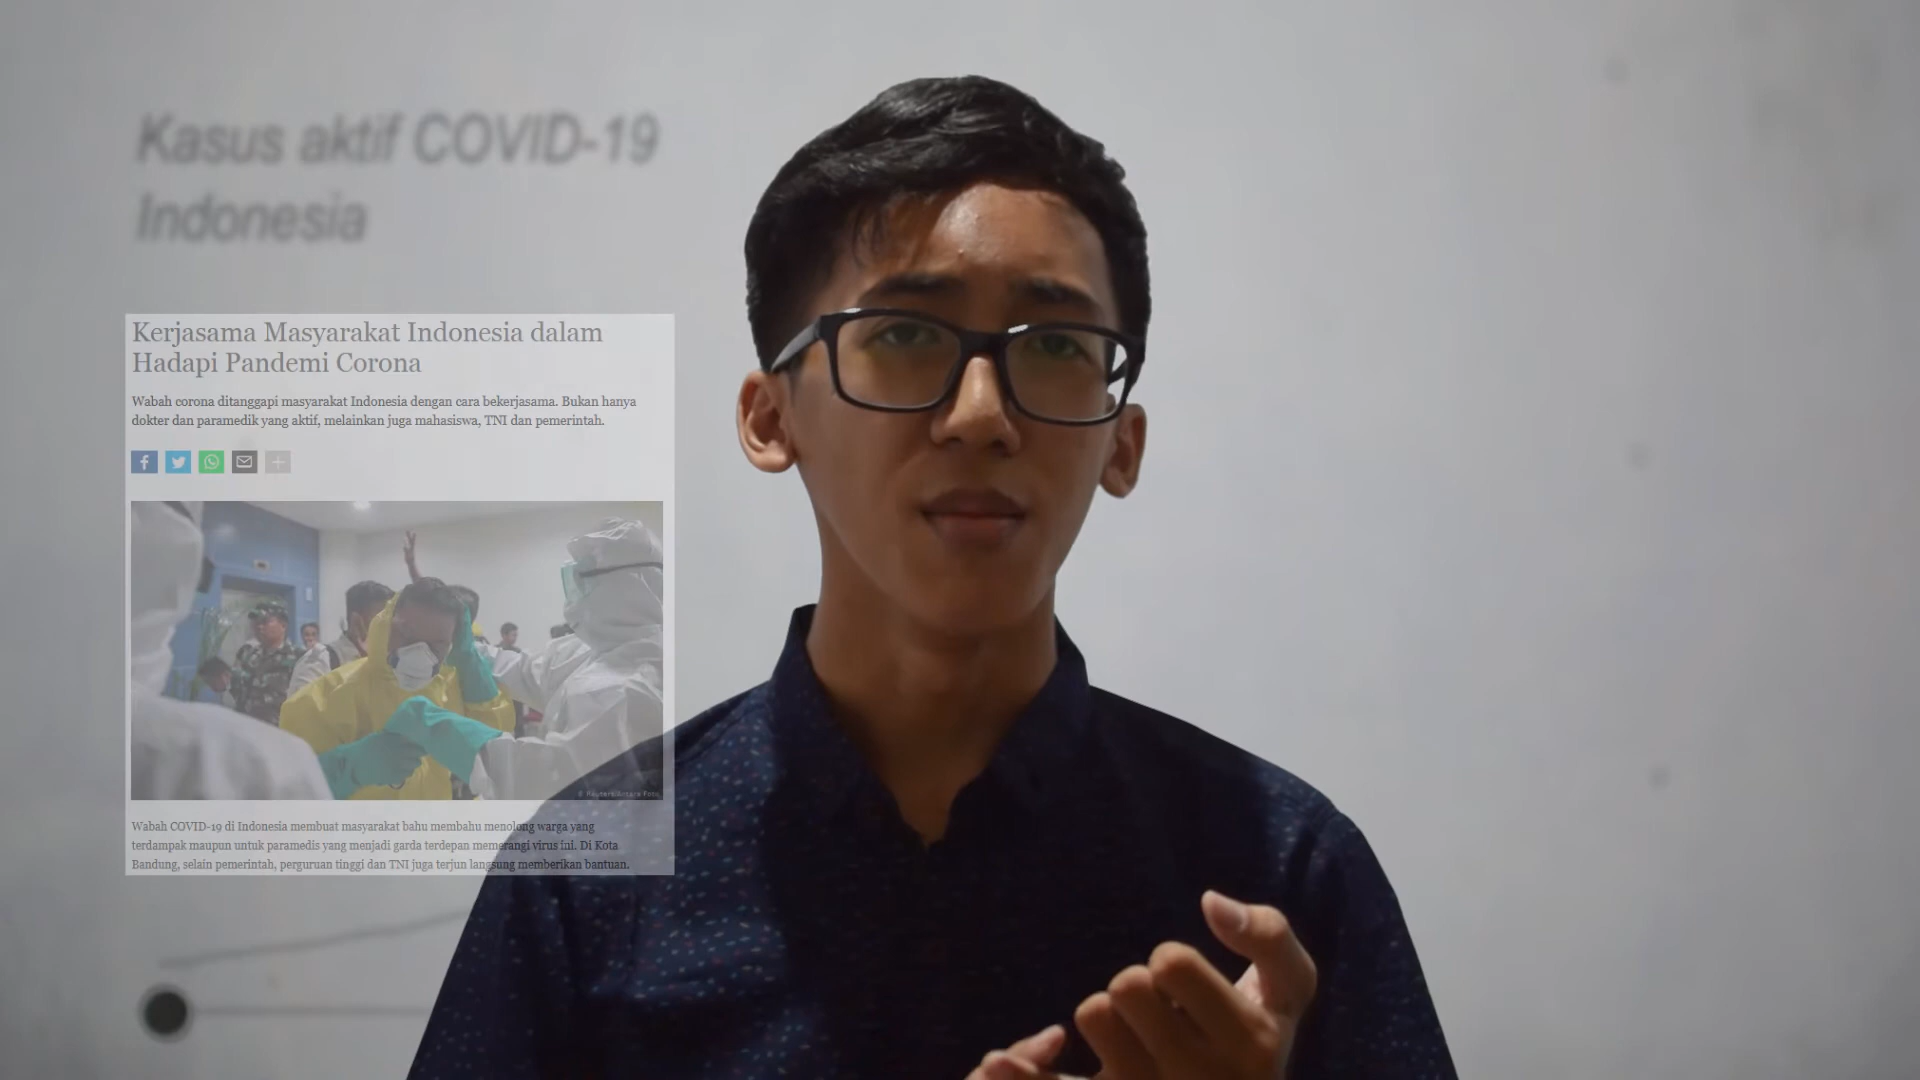 Kasus aktif COVID-19
Indonesia
Kerjasama Masyarakat Indonesia dalam
Hadapi Pandemi Corona
Wabah corona ditanggapi masyarakat Indonesia dengan cara bekerjasama. Bukan hanya
dokter dan paramedik yang aktif, melainkan juga mahasiswa, TNI dan pemerintah.
© Reuters/Antara Foto
Wabah COVID-19 di Indonesia membuat masyarakat bahu membahu menolong warga yang
terdampak maupun untuk paramedis yang menjadi garda terdepan memerangi virus ini. Di Kota
Bandung, selain pemerintah, perguruan tinggi dan TNI juga terjun langsung memberikan bantuan.